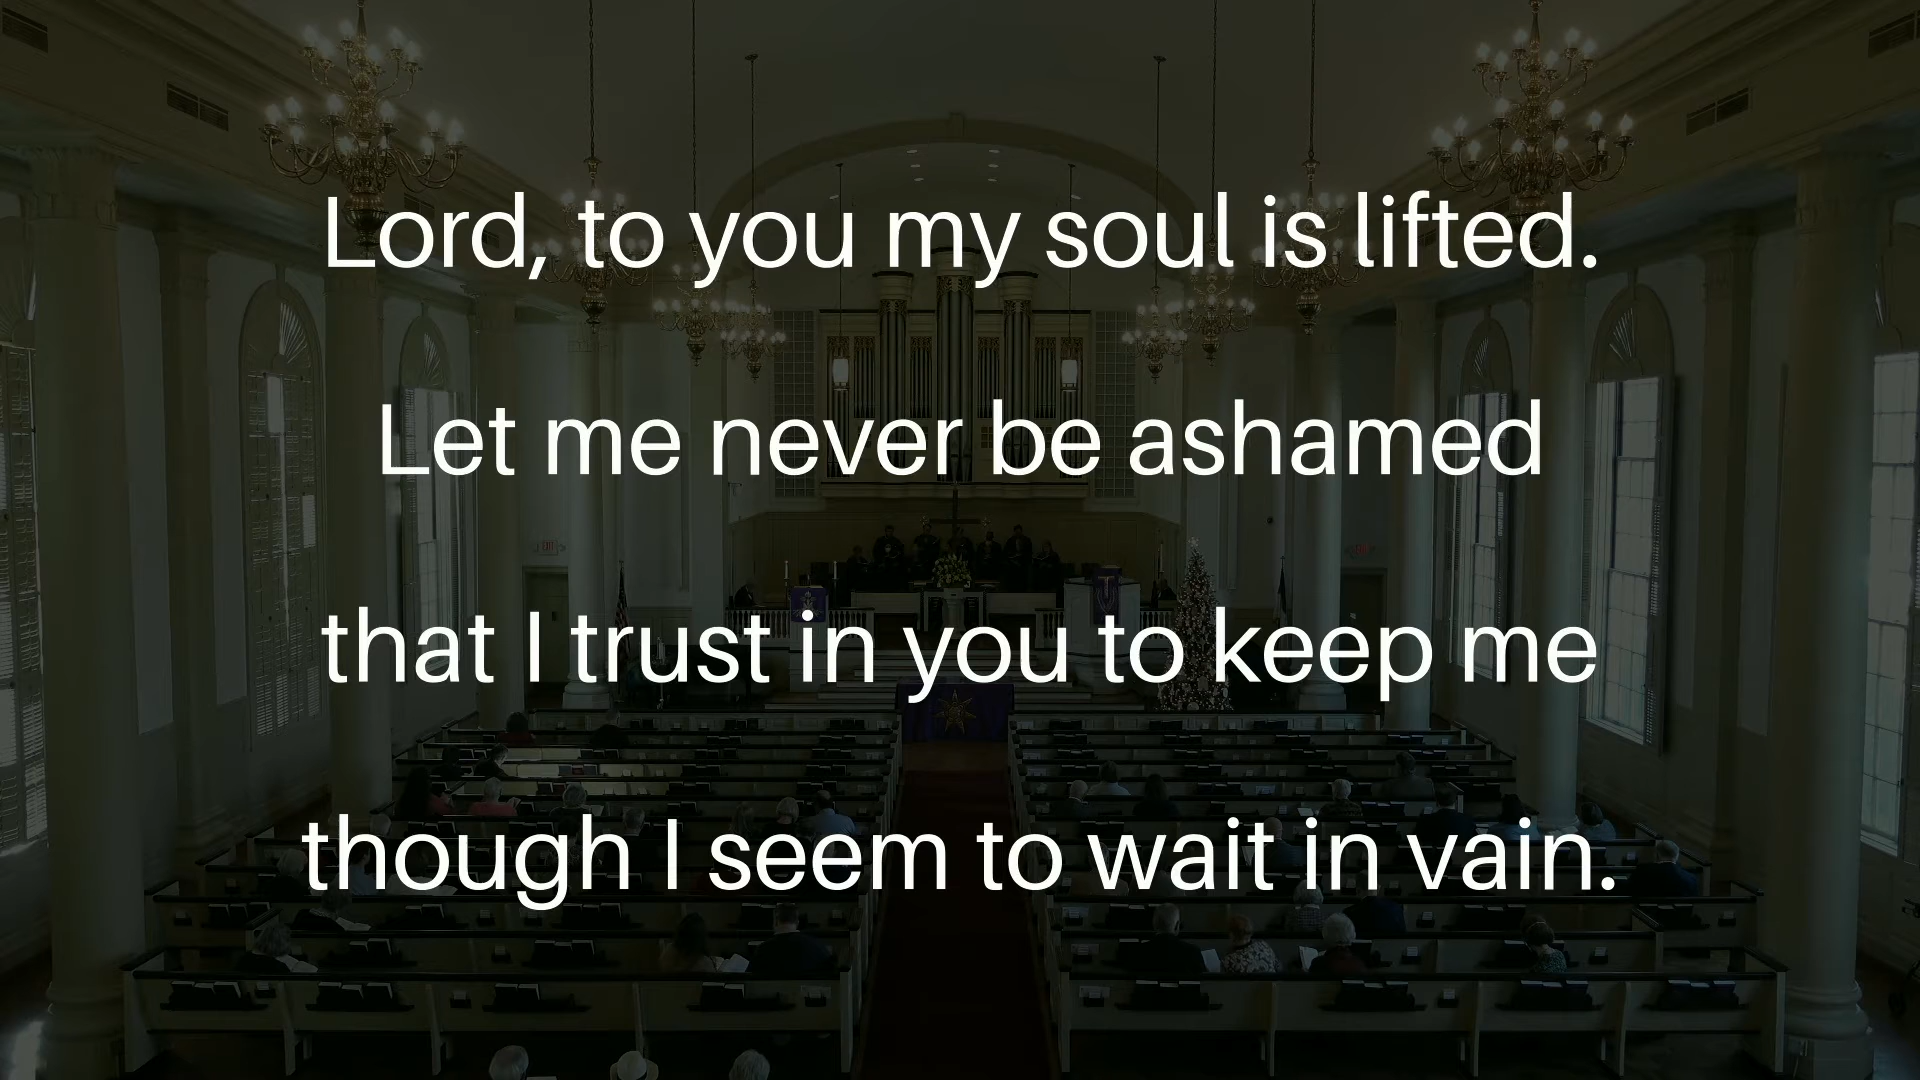 Lord, to you my soul is lifted.
Let me never be ashamed
that I trust in you to keep me
though I seem to wait in vain.